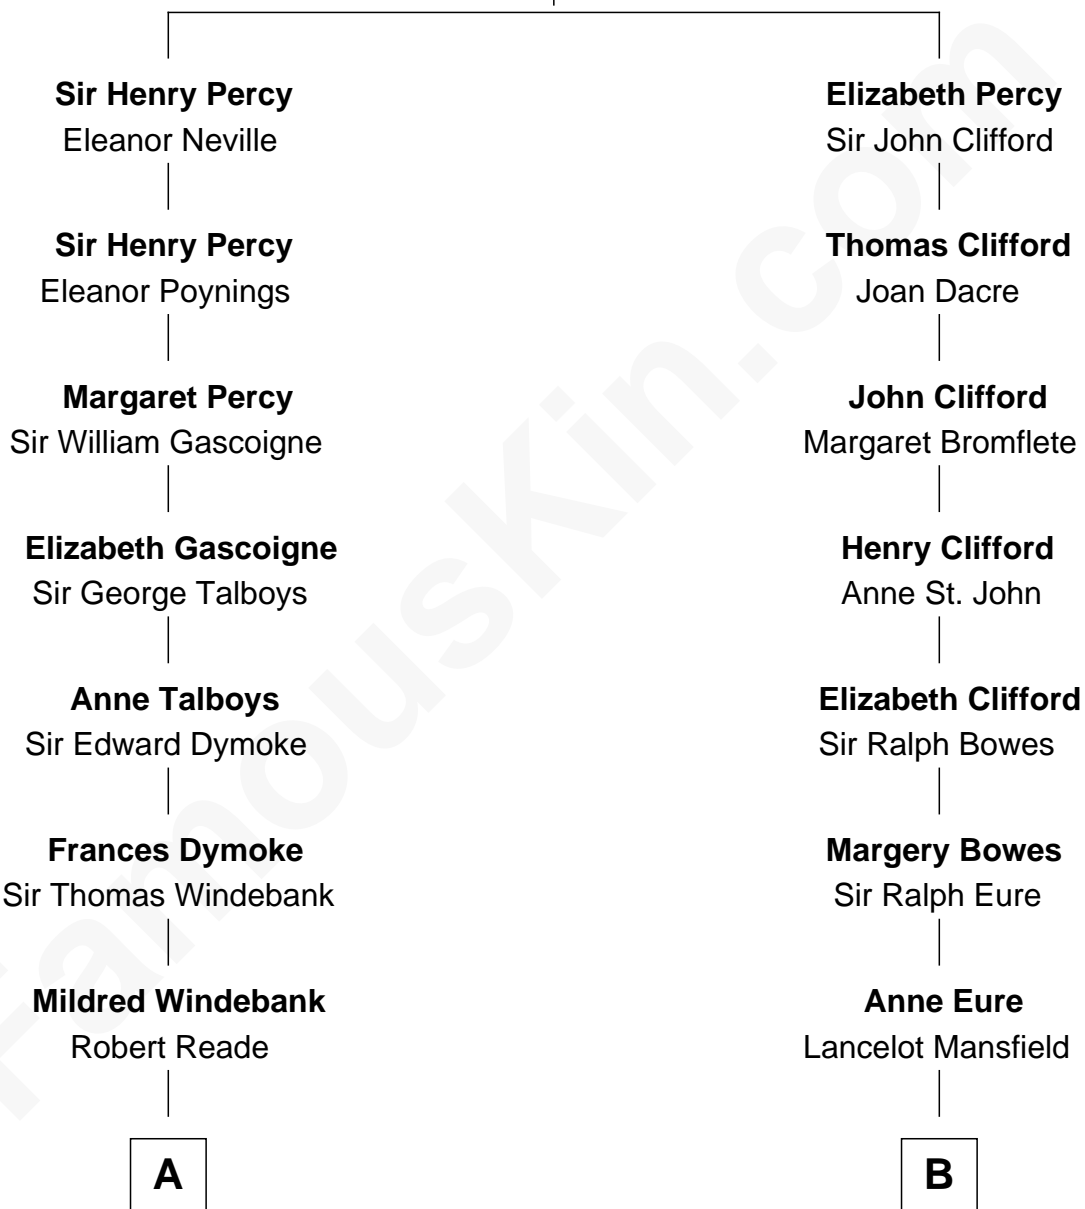 Sir Henry Percy
Eleanor Neville
Sir Henry Percy
Eleanor Poynings
Margaret Percy
Sir William Gascoigne
Elizabeth Gascoigne
Sir George Talboys
Anne Talboys
Sir Edward Dymoke
Frances Dymoke
Sir Thomas Windebank
Mildred Windebank
Robert Reade
A
Elizabeth Percy
Sir John Clifford
Thomas Clifford
Joan Dacre
John Clifford
Margaret Bromflete
Henry Clifford
Anne St. John
Elizabeth Clifford
Sir Ralph Bowes
Margery Bowes
Sir Ralph Eure
Anne Eure
Lancelot Mansfield
B
FamousKin.com